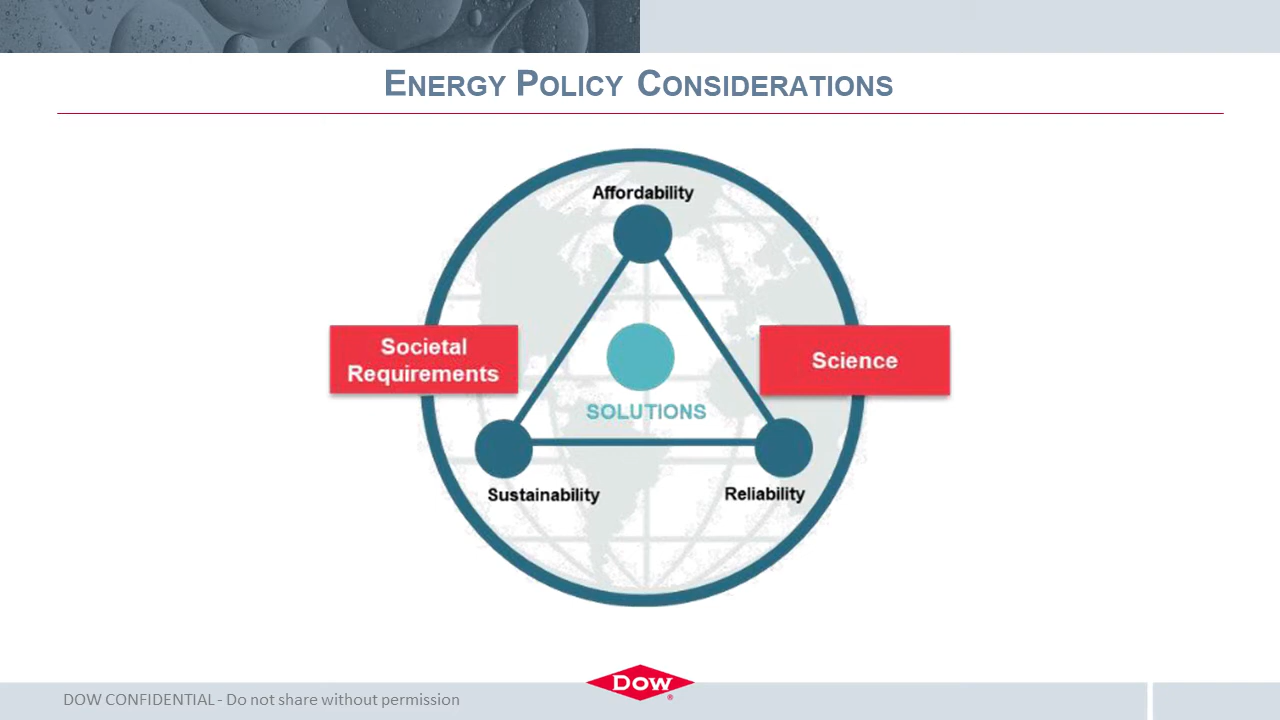 ENERGY POLICY CONSIDERATIONS
Affordability
Societal
Requirements
Science
SOLUTIONS
Sustainability
Reliability
DOW CONFIDENTIAL - Do not share without permission
DOW®